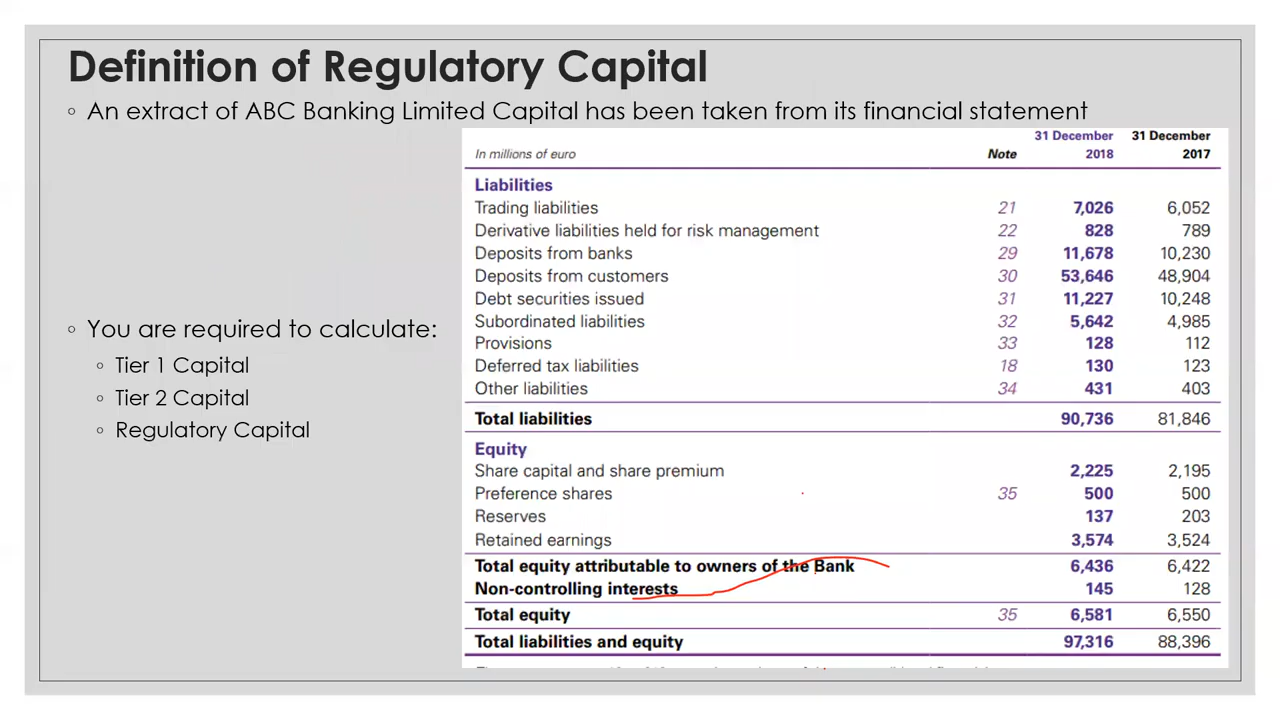 Definition of Regulatory Capital
◦ An extract of ABC Banking Limited Capital has been taken from its financial statement
31 December 31 December
In millions of euro Note 2018 2017
Liabilities
Trading liabilities 21 7,026 6,052
Derivative liabilities held for risk management 22 828 789
Deposits from banks 29 11,678 10,230
Deposits from customers 30 53,646 48,904
Debt securities issued 31 11,227 10,248
Subordinated liabilities 32 5,642 4,985
Provisions 33 128 112
Deferred tax liabilities 18 130 123
Other liabilities 34 431 403
Total liabilities 90,736 81,846
Equity
Share capital and share premium 2,225 2,195
Preference shares 35 500 500
Reserves 137 203
Retained earnings 3,574 3,524
Total equity attributable to owners of the Bank 6,436 6,422
Non-controlling interests 145 128
Total equity 35 6,581 6,550
Total liabilities and equity 97,316 88,396
◦ You are required to calculate:
◦ Tier 1 Capital
◦ Tier 2 Capital
◦ Regulatory Capital